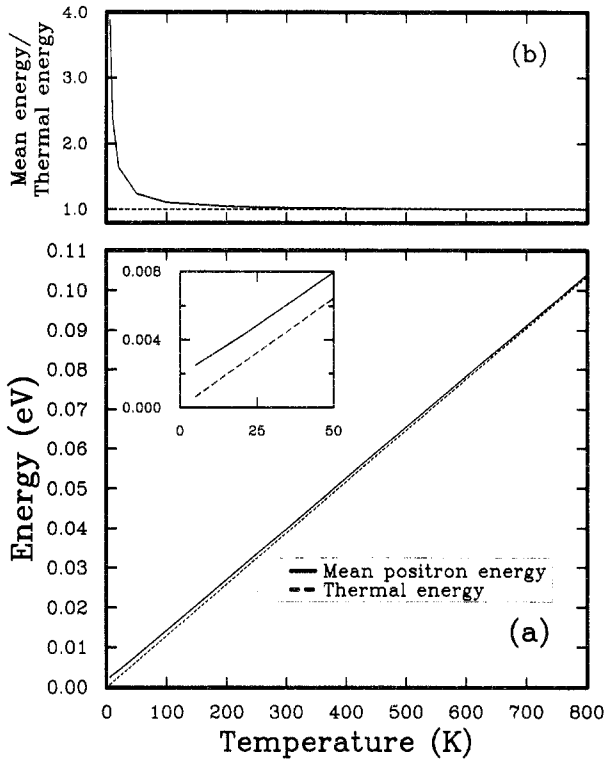 Mean energy/
Thermal energy
4.0
3.0
2.0
1.0
(b)
Energy (eV)
0.11
0.10
0.09
0.08
0.07
0.06
0.05
0.04
0.03
0.02
0.01
0.00
0.008
0.004
0.000
0 25 50
Mean positron energy
Thermal energy
(a)
0 100 200 300 400 500 600 700 800
Temperature (K)